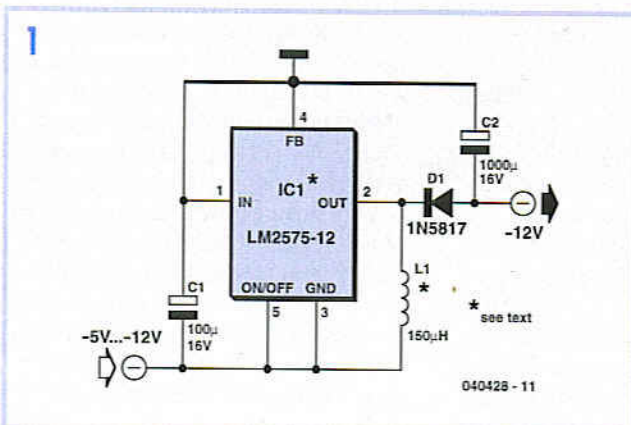 1
4
FB
C2
1000µ
16V
IC1*
D1
1 IN OUT 2
1N5817
-12V
LM2575-12
L1
*
* see text
C1
100µ
16V
ON/OFF GND
5 3
150µH
-5V...-12V
040428 - 11